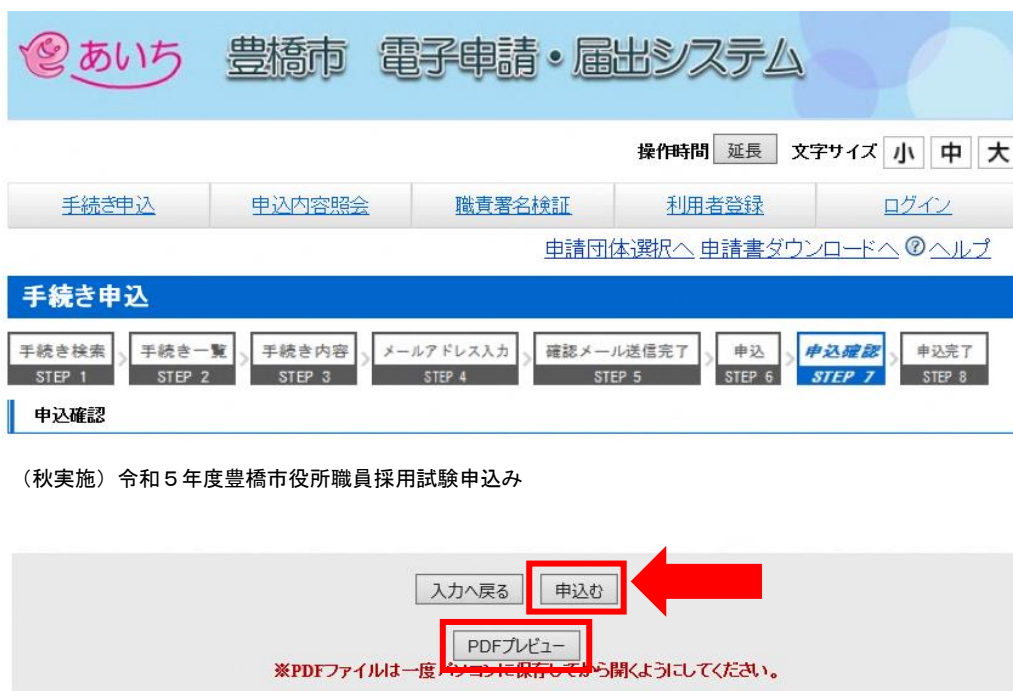 あいち 豊橋市 電子申請・届出システム
操作時間 延長 文字サイズ 小 中 大
手続き申込 申込内容照会 職責署名検証 利用者登録 ログイン
申請団体選択へ 申請書ダウンロードへ ?ヘルプ
手続き申込
手続き検索 手続き一覧 手続き内容 メールアドレス入力 確認メール送信完了 申込 申込確認 申込完了
STEP 1 STEP 2 STEP 3 STEP 4 STEP 5 STEP 6 STEP 7 STEP 8
申込確認
（秋実施）令和５年度豊橋市役所職員採用試験申込み
入力へ戻る 申込む
PDFプレビュー
※PDFファイルは一度パソコンに保存してから開くようにしてください。